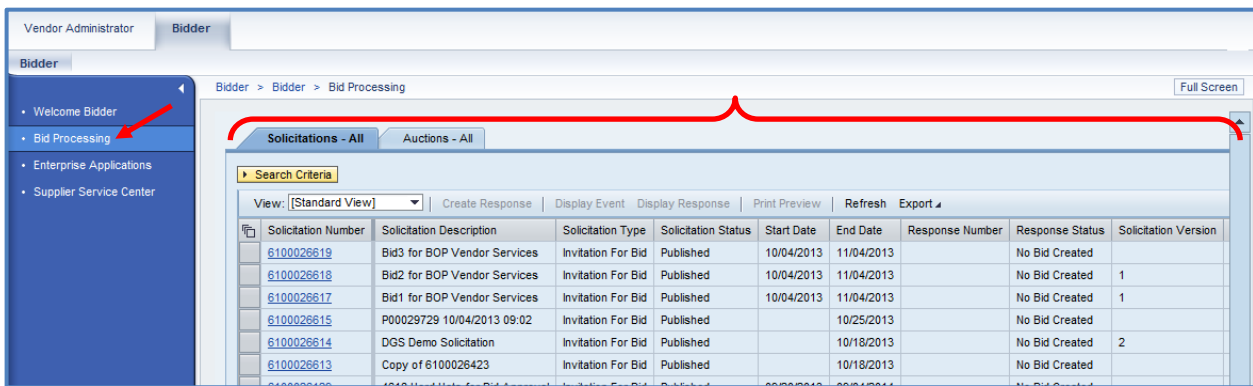 Vendor Administrator Bidder
Bidder
Bidder > Bidder > Bid Processing Full Screen
• Welcome Bidder
• Bid Processing
• Enterprise Applications
• Supplier Service Center
Solicitations - All Auctions - All
Search Criteria
View: [Standard View] Create Response Display Event Display Response Print Preview Refresh Export
Solicitation Number Solicitation Description Solicitation Type Solicitation Status Start Date End Date Response Number Response Status Solicitation Version
6100026619 Bid3 for BOP Vendor Services Invitation For Bid Published 10/04/2013 11/04/2013 No Bid Created
6100026618 Bid2 for BOP Vendor Services Invitation For Bid Published 10/04/2013 11/04/2013 No Bid Created 1
6100026617 Bid1 for BOP Vendor Services Invitation For Bid Published 10/04/2013 11/04/2013 No Bid Created 1
6100026615 P00029729 10/04/2013 09:02 Invitation For Bid Published 10/25/2013 No Bid Created
6100026614 DGS Demo Solicitation Invitation For Bid Published 10/18/2013 No Bid Created 2
6100026613 Copy of 6100026423 Invitation For Bid Published 10/18/2013 No Bid Created